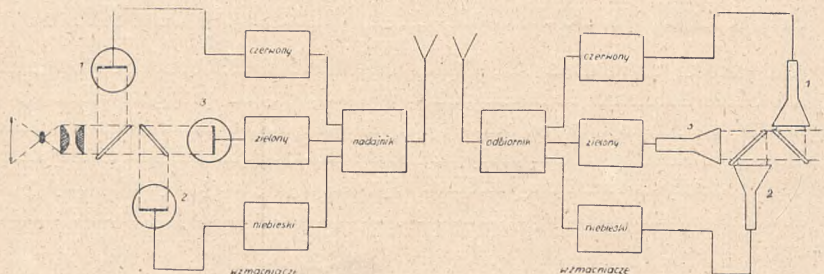 1
czerwony
3
zielony
nadajnik
2
niebieski
wzmacniacze
czerwony
1
odbiornik
zielony
3
2
niebieski
wzmacniacze